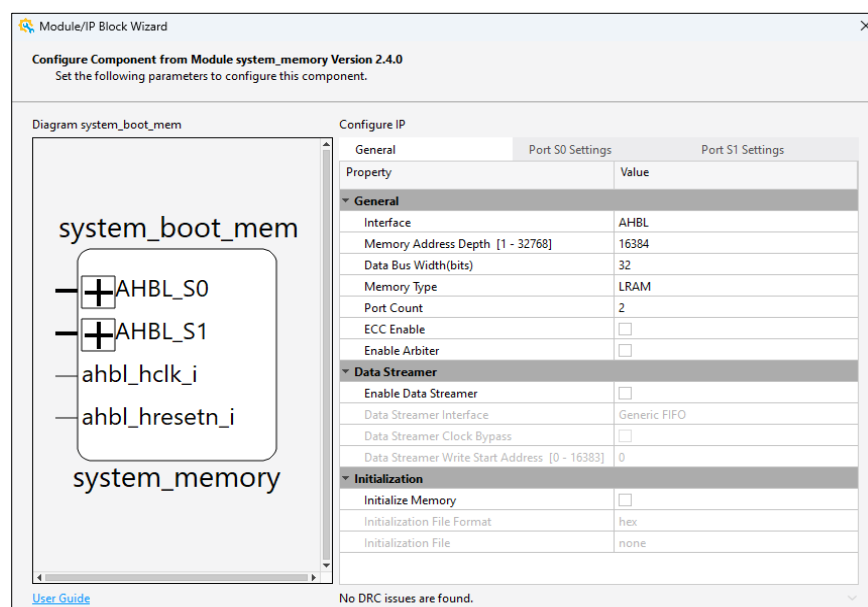 Module/IP Block Wizard
Configure Component from Module system_memory Version 2.4.0
Set the following parameters to configure this component.
Diagram system_boot_mem
system_boot_mem
AHBL_S0
AHBL_S1
ahbl_hclk_i
ahbl_hresetn_i
system_memory
User Guide
Configure IP
General Port S0 Settings Port S1 Settings
Property Value
General
Interface AHBL
Memory Address Depth [1 - 32768] 16384
Data Bus Width(bits) 32
Memory Type LRAM
Port Count 2
ECC Enable
Enable Arbiter
Data Streamer
Enable Data Streamer
Data Streamer Interface Generic FIFO
Data Streamer Clock Bypass
Data Streamer Write Start Address [0 - 16383] 0
Initialization
Initialize Memory
Initialization File Format hex
Initialization File none
No DRC issues are found.